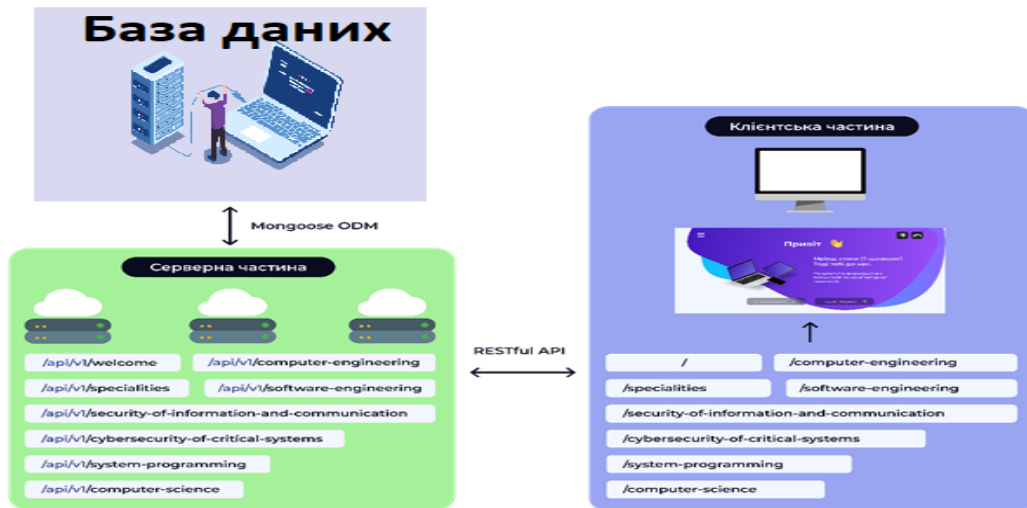 База даних
Mongoose ODM
Серверна частина
/api/v1/welcome
/api/v1/computer-engineering
/api/v1/specialities
/api/v1/software-engineering
/api/v1/security-of-information-and-communication
/api/v1/cybersecurity-of-critical-systems
/api/v1/system-programming
/api/v1/computer-science
RESTful API
Клієнтська частина
Привіт
/
/computer-engineering
/specialities
/software-engineering
/security-of-information-and-communication
/cybersecurity-of-critical-systems
/system-programming
/computer-science